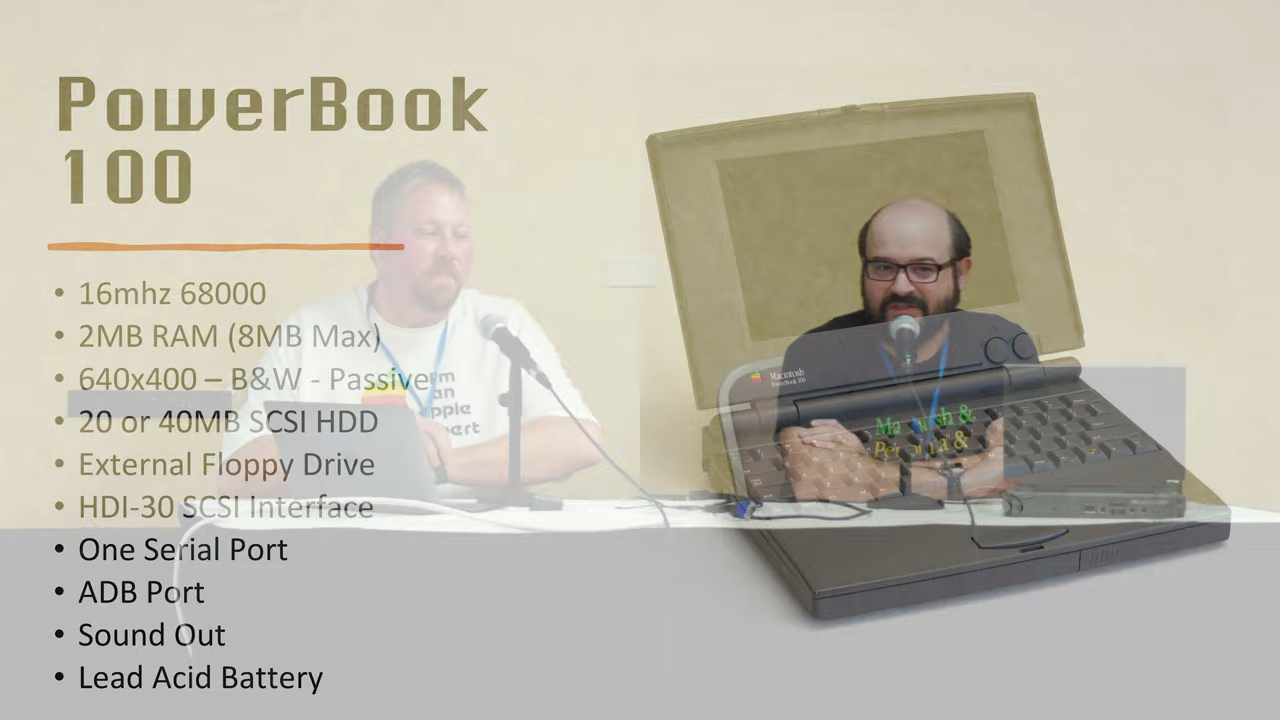 PowerBook
100
• 16mhz 68000
• 2MB RAM (8MB Max)
• 640x400 – B&W - Passive
• 20 or 40MB SCSI HDD
• External Floppy Drive
• HDI-30 SCSI Interface
• One Serial Port
• ADB Port
• Sound Out
• Lead Acid Battery
Macintosh
PowerBook 100
&
&